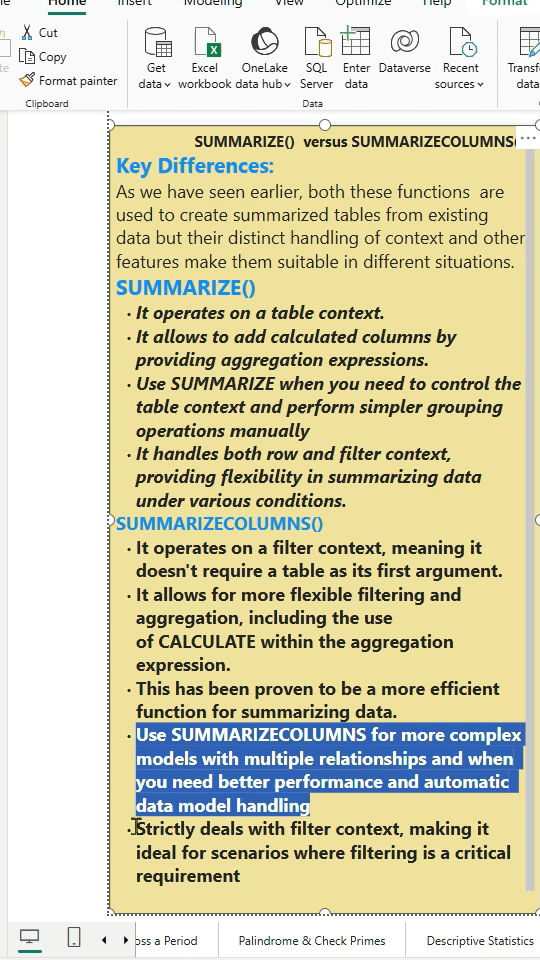 Home Insert Modeling View Optimize Help Format
Cut
Copy
Format painter
Clipboard
Get data
Excel workbook
OneLake data hub
SQL Server
Enter data
Dataverse
Recent sources
Data
SUMMARIZE() versus SUMMARIZECOLUMNS(
Key Differences:
As we have seen earlier, both these functions are
used to create summarized tables from existing
data but their distinct handling of context and other
features make them suitable in different situations.
SUMMARIZE()
• It operates on a table context.
• It allows to add calculated columns by
providing aggregation expressions.
• Use SUMMARIZE when you need to control the
table context and perform simpler grouping
operations manually
• It handles both row and filter context,
providing flexibility in summarizing data
under various conditions.
SUMMARIZECOLUMNS()
• It operates on a filter context, meaning it
doesn't require a table as its first argument.
• It allows for more flexible filtering and
aggregation, including the use
of CALCULATE within the aggregation
expression.
• This has been proven to be a more efficient
function for summarizing data.
• Use SUMMARIZECOLUMNS for more complex
models with multiple relationships and when
you need better performance and automatic
data model handling
• Strictly deals with filter context, making it
ideal for scenarios where filtering is a critical
requirement
oss a Period Palindrome & Check Primes Descriptive Statistics